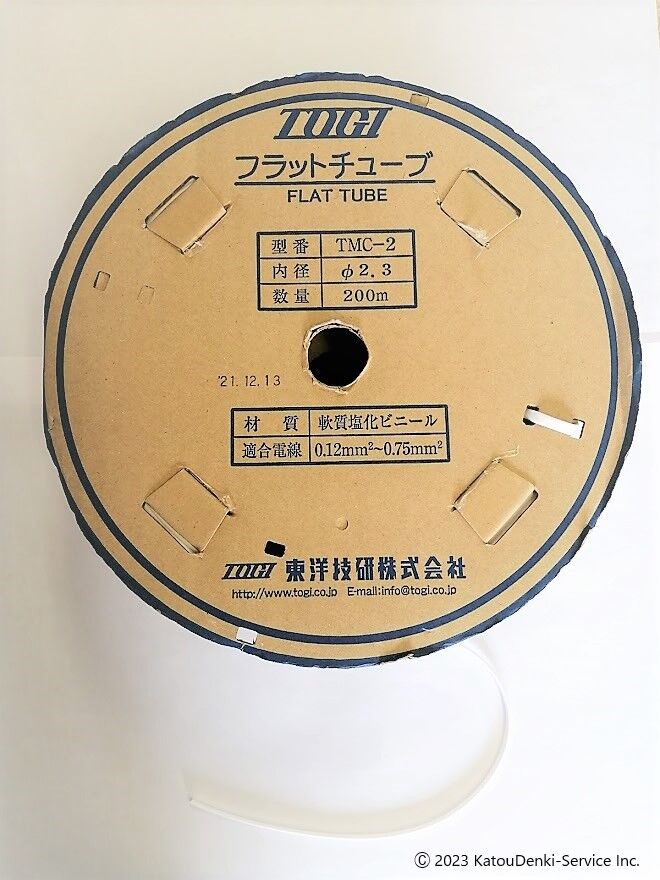 TOGI
フラットチューブ
FLAT TUBE
型番 TMC-2
内径 φ2.3
数量 200m
'21.12.13
材質 軟質塩化ビニール
適合電線 0.12mm²~0.75mm²
TOGI 東洋技研株式会社
http://www.togi.co.jp E-mail:info@togi.co.jp
© 2023 KatouDenki-Service Inc.